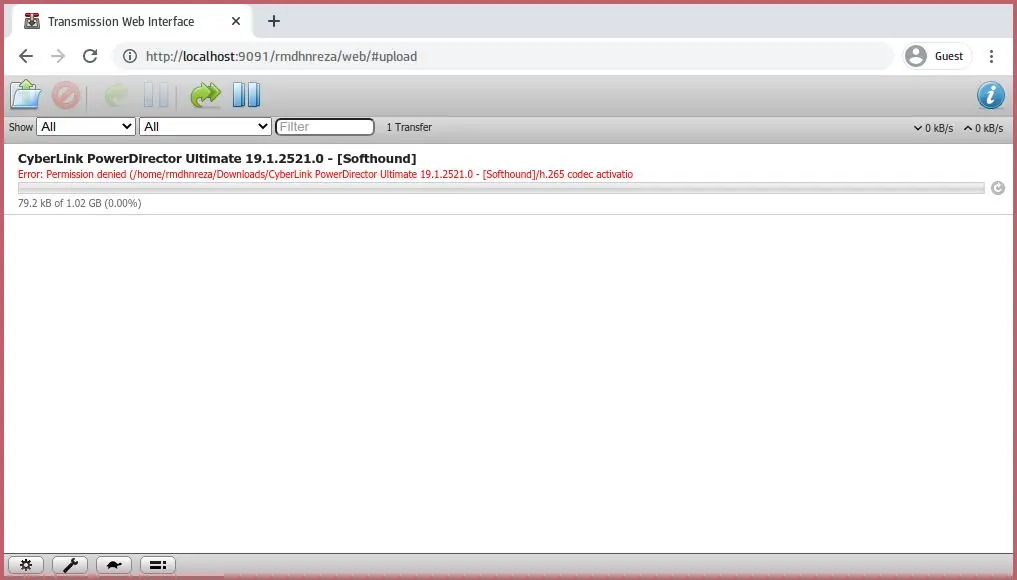 Transmission Web Interface
http://localhost:9091/rmdhnreza/web/#upload
Guest
Show All All Filter 1 Transfer 0 kB/s 0 kB/s
CyberLink PowerDirector Ultimate 19.1.2521.0 - [Softhound]
Error: Permission denied (/home/rmdhnreza/Downloads/CyberLink PowerDirector Ultimate 19.1.2521.0 - [Softhound]/h.265 codec activatio
79.2 kB of 1.02 GB (0.00%)